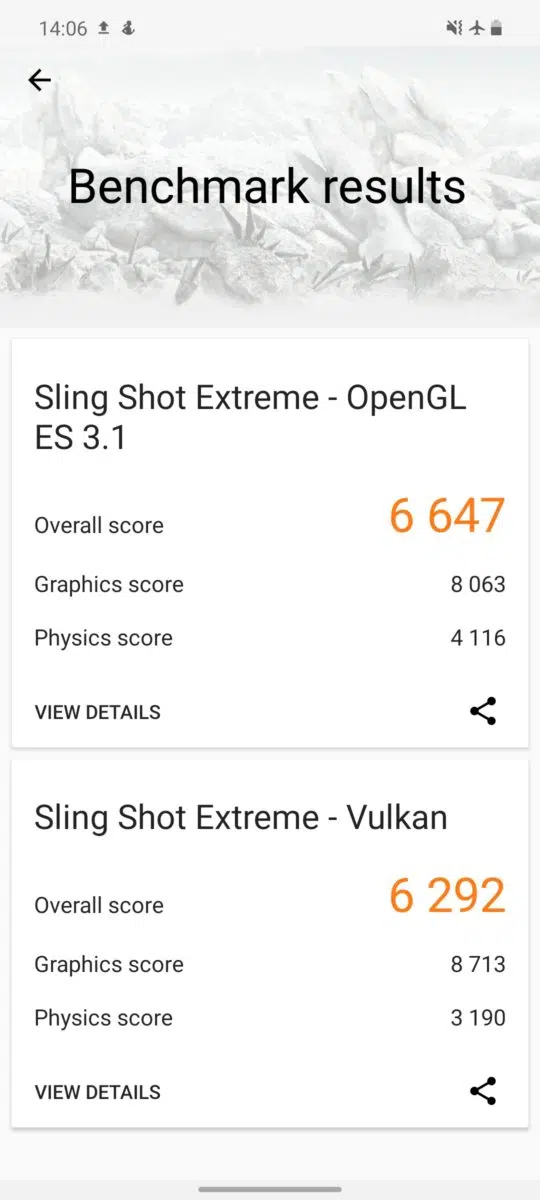 14:06
Benchmark results
Sling Shot Extreme - OpenGL
ES 3.1
Overall score 6 647
Graphics score 8 063
Physics score 4 116
VIEW DETAILS
Sling Shot Extreme - Vulkan
Overall score 6 292
Graphics score 8 713
Physics score 3 190
VIEW DETAILS